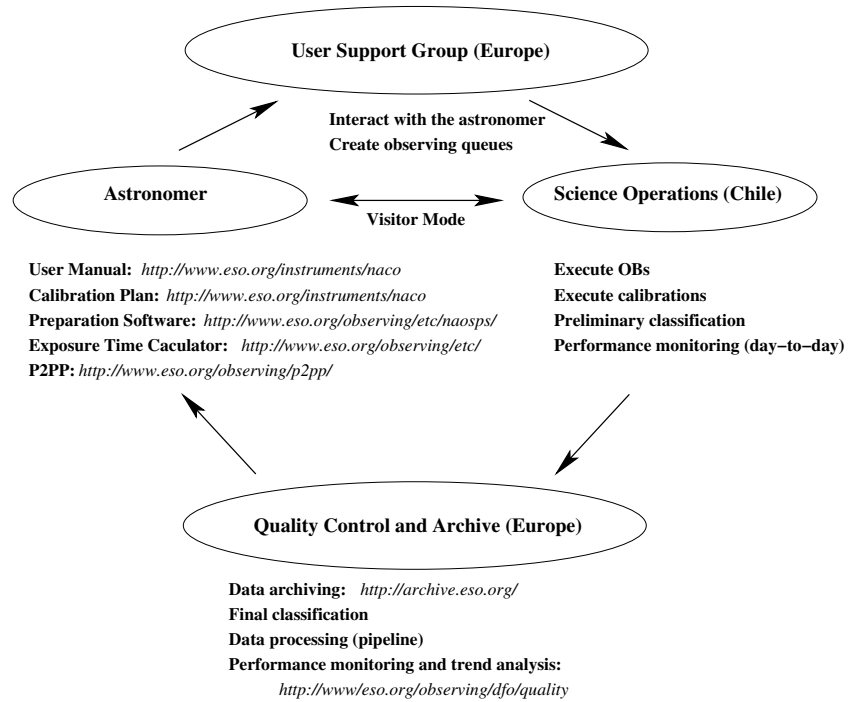 User Support Group (Europe)
Interact with the astronomer
Create observing queues
Astronomer
Visitor Mode
Science Operations (Chile)
User Manual: http://www.eso.org/instruments/naco
Calibration Plan: http://www.eso.org/instruments/naco
Preparation Software: http://www.eso.org/observing/etc/naosps/
Exposure Time Caculator: http://www.eso.org/observing/etc/
P2PP: http://www.eso.org/observing/p2pp/
Execute OBs
Execute calibrations
Preliminary classification
Performance monitoring (day−to−day)
Quality Control and Archive (Europe)
Data archiving: http://archive.eso.org/
Final classification
Data processing (pipeline)
Performance monitoring and trend analysis:
http://www/eso.org/observing/dfo/quality